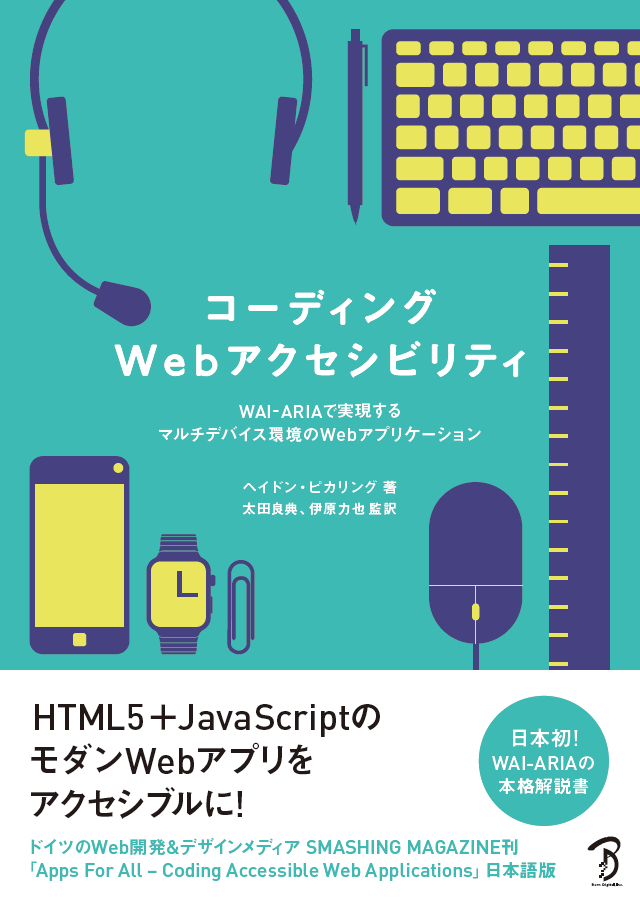 コーディング
Webアクセシビリティ
WAI-ARIAで実現する
マルチデバイス環境のWebアプリケーション
ヘイドン・ピカリング 著
太田良典、伊原力也 監訳
HTML5+JavaScriptの
モダンWebアプリを
アクセシブルに!
日本初!
WAI-ARIAの
本格解説書
ドイツのWeb開発&デザインメディア SMASHING MAGAZINE刊
「Apps For All – Coding Accessible Web Applications」日本語版